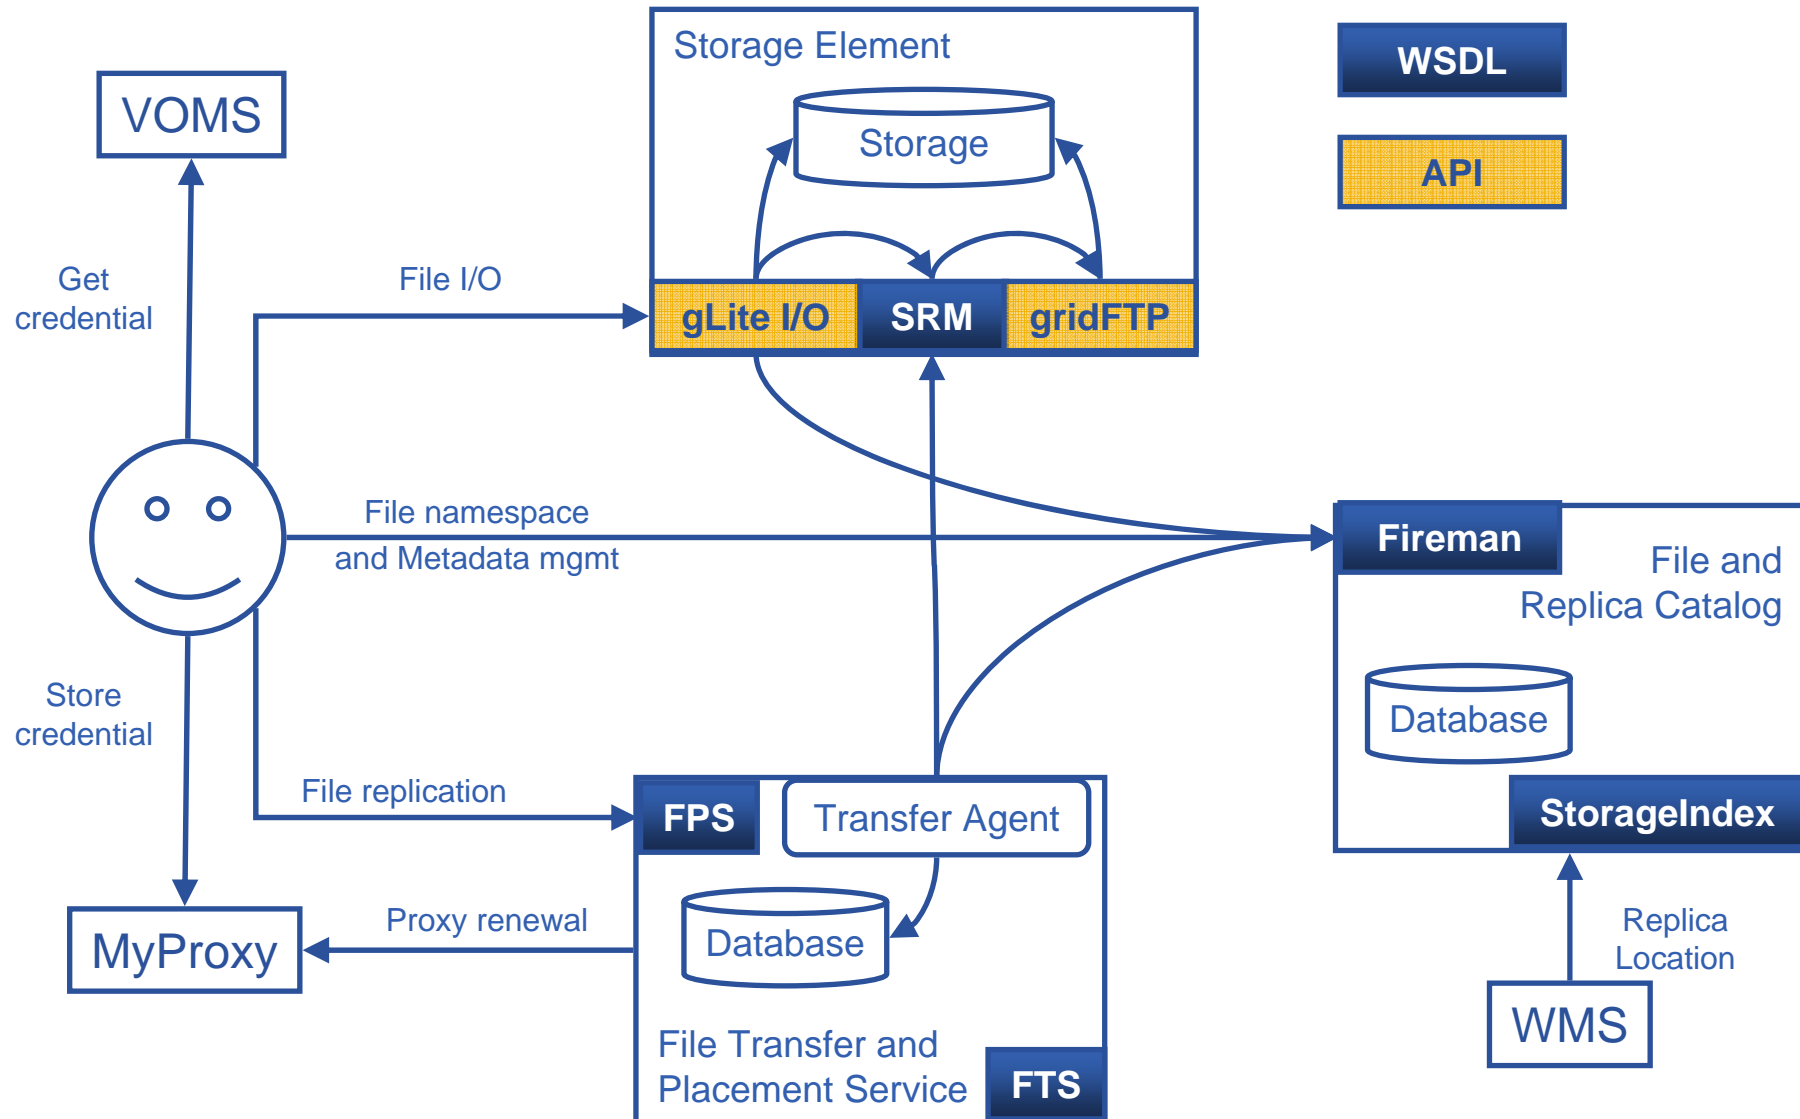 Storage Element
WSDL
VOMS
Storage
API
Get
credential
File I/O
gLite I/O
SRM
gridFTP
File namespace
and Metadata mgmt
Fireman
File and
Replica Catalog
Store
credential
Database
File replication
FPS
Transfer Agent
StorageIndex
Proxy renewal
Database
Replica
Location
MyProxy
WMS
File Transfer and
Placement Service
FTS